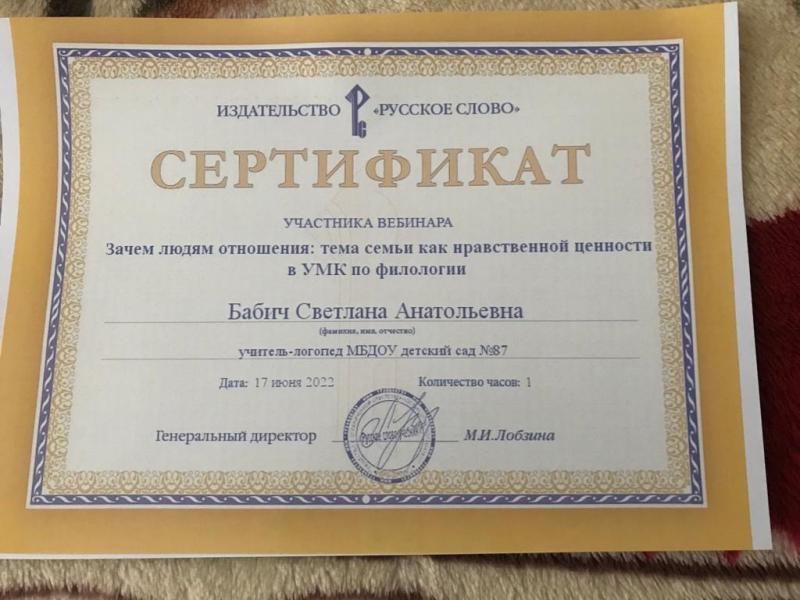 ИЗДАТЕЛЬСТВО РС «РУССКОЕ СЛОВО»
СЕРТИФИКАТ
УЧАСТНИКА ВЕБИНАРА
Зачем людям отношения: тема семьи как нравственной ценности
в УМК по филологии
Бабич Светлана Анатольевна
(фамилия, имя, отчество)
учитель-логопед МБДОУ детский сад №87
Дата: 17 июня 2022 Количество часов: 1
Генеральный директор М.И.Лобзина